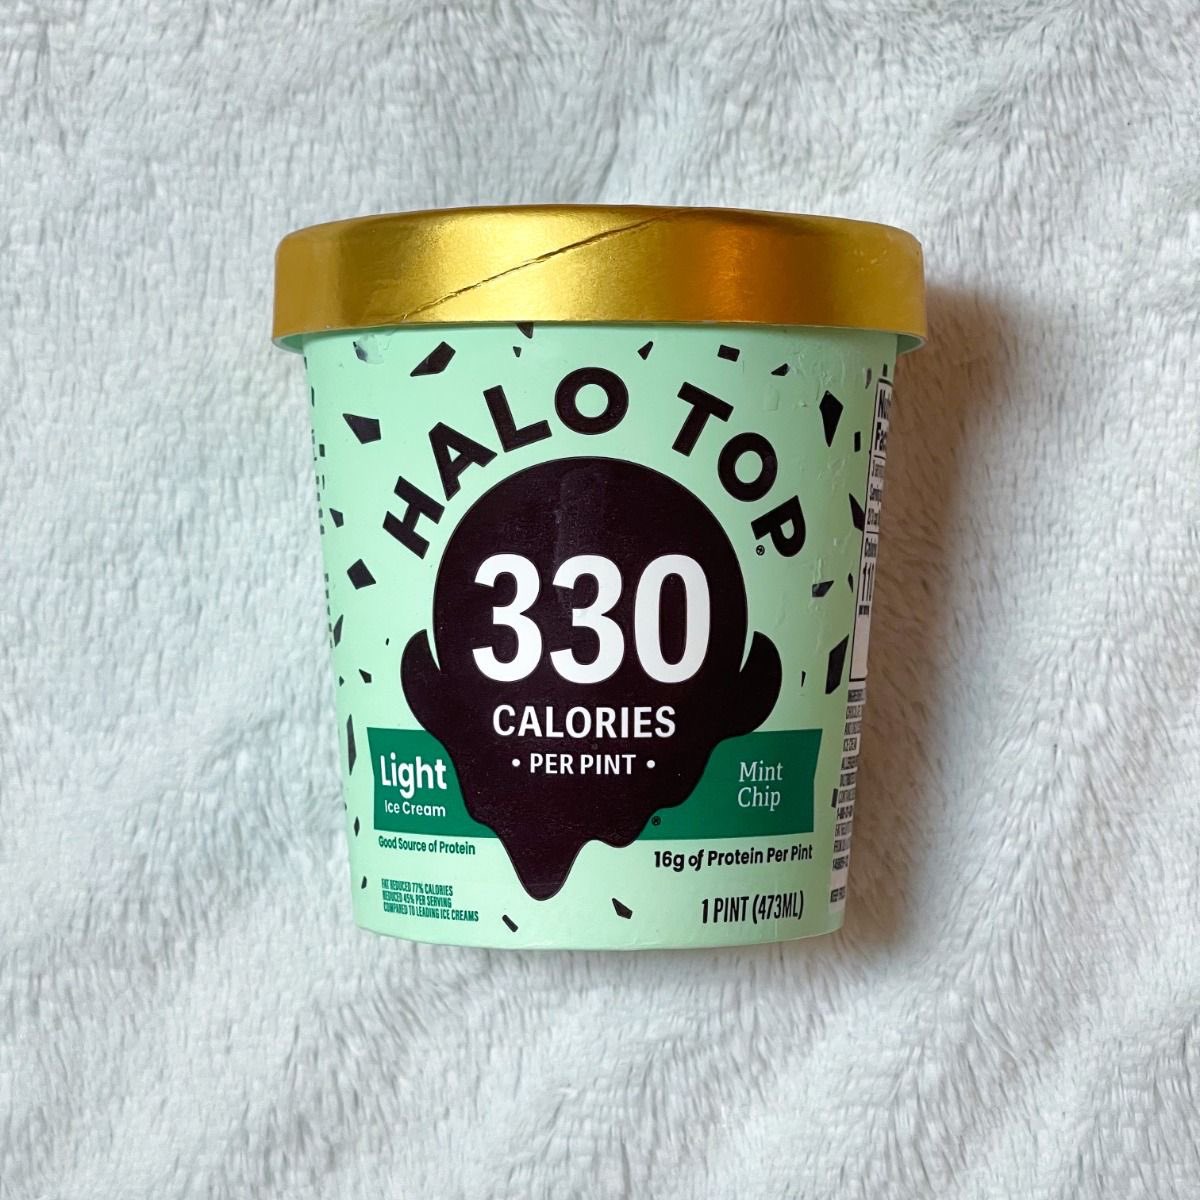 HALO TOP®
330
CALORIES
• PER PINT •
Light
Ice Cream
Mint
Chip
®
Good Source of Protein
16g of Protein Per Pint
FAT REDUCED 77% CALORIES
REDUCED 45% PER SERVING
COMPARED TO LEADING ICE CREAMS
1 PINT (473ML)